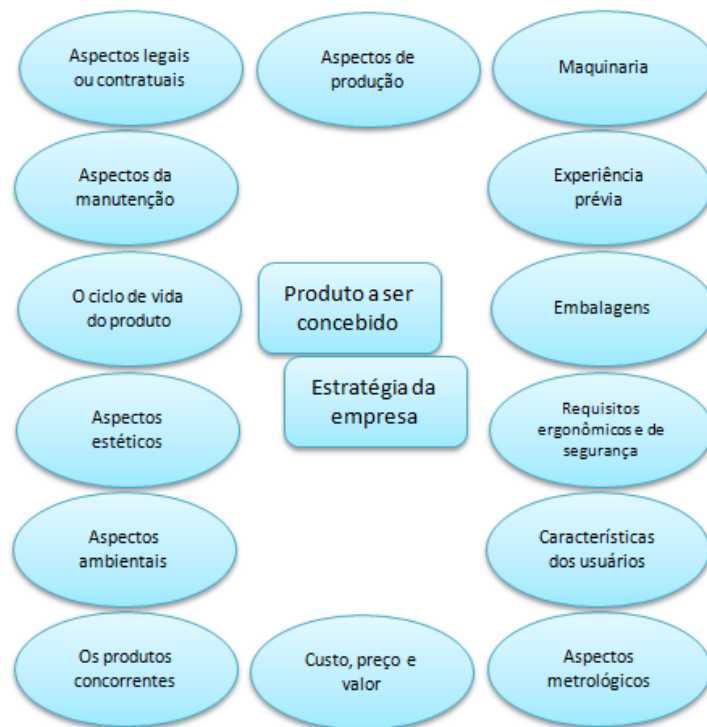 Aspectos legais
ou contratuais
Aspectos de
produção
Maquinaria
Aspectos da
manutenção
Experiência
prévia
O ciclo de vida
do produto
Produto a ser
concebido
Embalagens
Estratégia da
empresa
Aspectos
estéticos
Requisitos
ergonômicos e de
segurança
Aspectos
ambientais
Características
dos usuários
Os produtos
concorrentes
Custo, preço e
valor
Aspectos
metrológicos